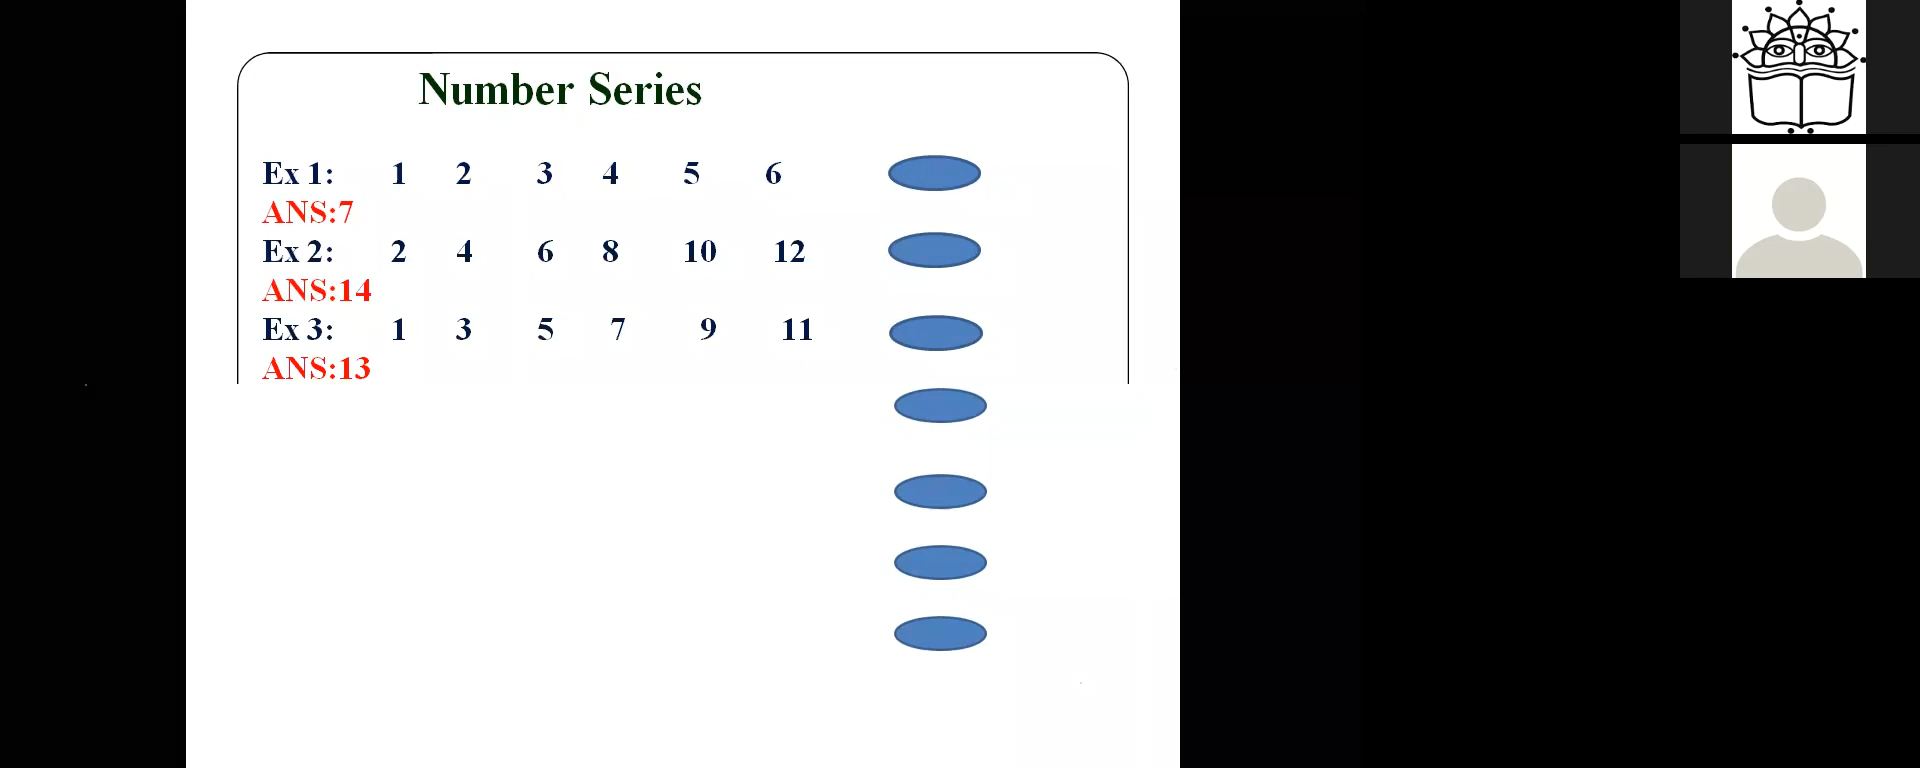 Number Series
Ex 1: 1 2 3 4 5 6
ANS:7
Ex 2: 2 4 6 8 10 12
ANS:14
Ex 3: 1 3 5 7 9 11
ANS:13